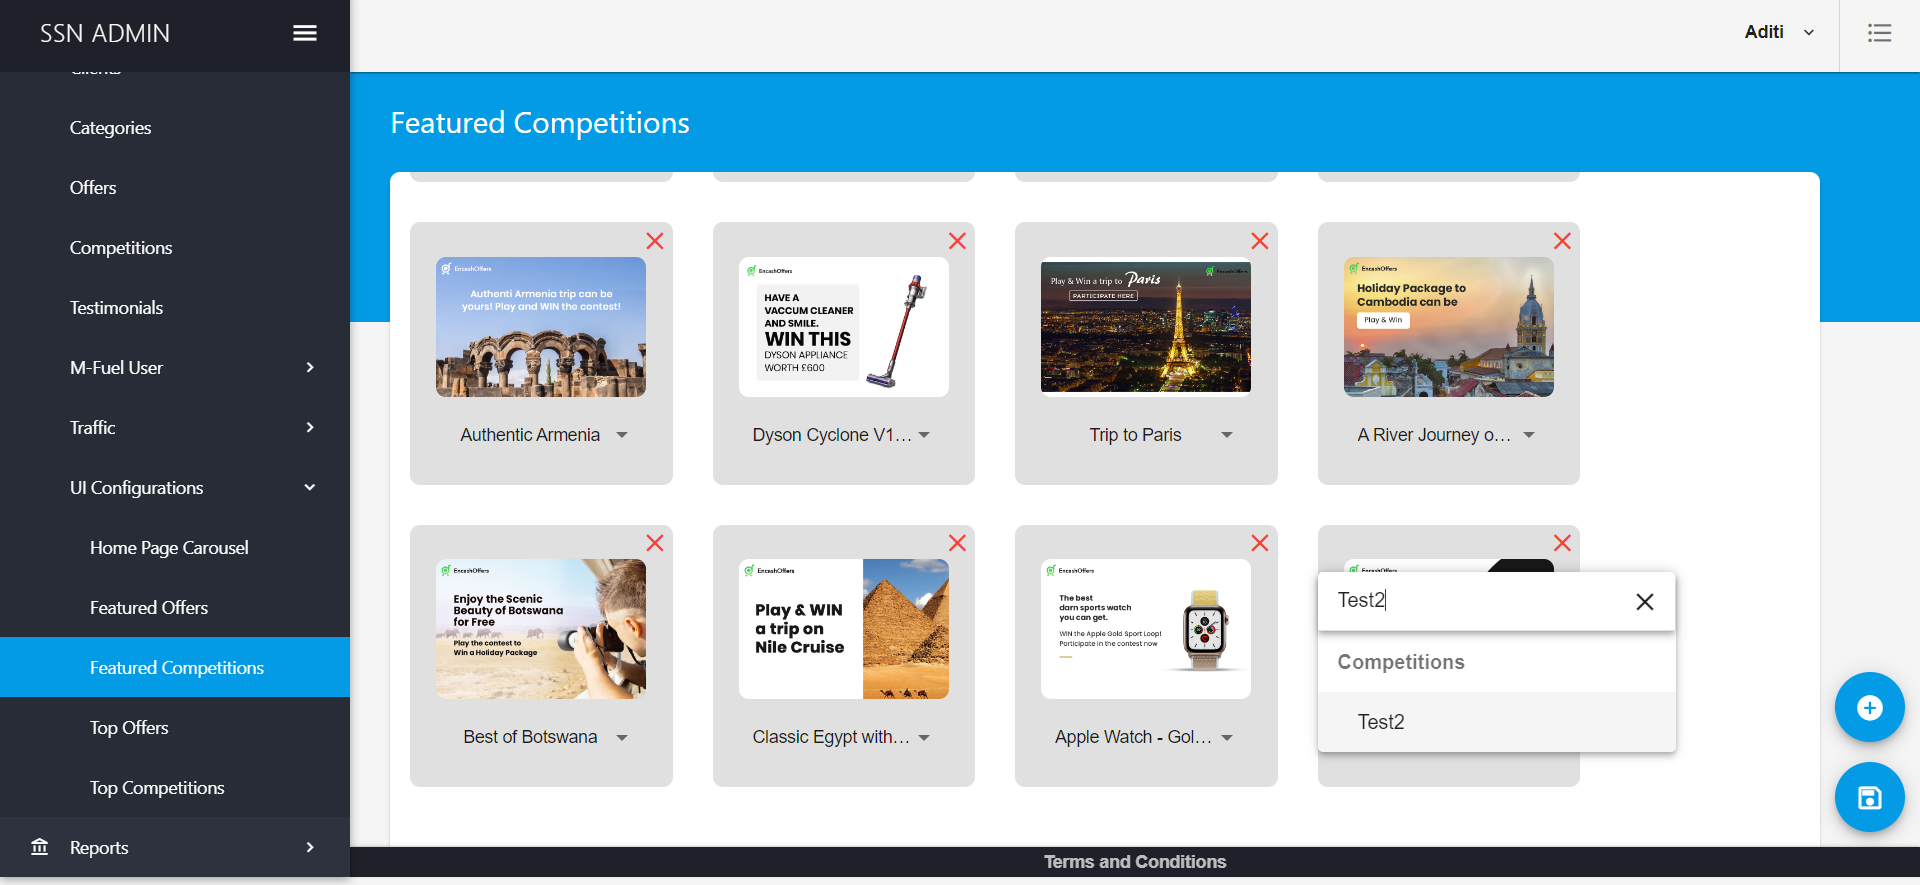 SSN ADMIN
Aditi
Clients
Categories
Offers
Competitions
Testimonials
M-Fuel User
Traffic
UI Configurations
Home Page Carousel
Featured Offers
Featured Competitions
Top Offers
Top Competitions
Reports
Featured Competitions
EncashOffers
Authenti Armenia trip can be
yours! Play and WIN the contest!
Authentic Armenia
EncashOffers
HAVE A
VACCUM CLEANER
AND SMILE.
WIN THIS
DYSON APPLIANCE
WORTH £600
Dyson Cyclone V1...
EncashOffers
Play & Win a trip to Paris
PARTICIPATE HERE
Trip to Paris
EncashOffers
Holiday Package to
Cambodia can be
Play & Win
A River Journey o...
EncashOffers
Enjoy the Scenic
Beauty of Botswana
for Free
Play the contest to
Win a Holiday Package
Best of Botswana
EncashOffers
Play & WIN
a trip on
Nile Cruise
Classic Egypt with...
EncashOffers
The best
darn sports watch
you can get.
WIN the Apple Gold Sport Loop!
Participate in the contest now
Apple Watch - Gol...
EncashOffers
Test2
Competitions
Test2
Terms and Conditions